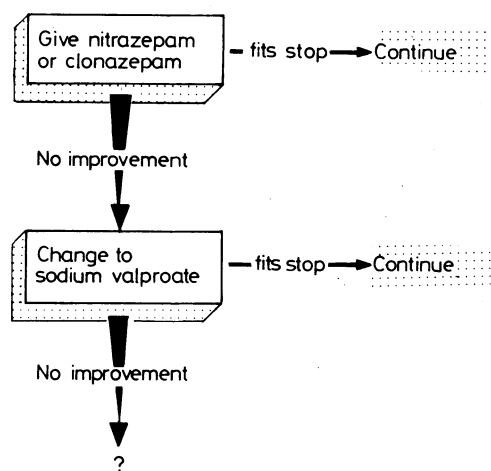 Give nitrazepam
or clonazepam
fits stop
Continue
No improvement
Change to
sodium valproate
fits stop
Continue
No improvement
?